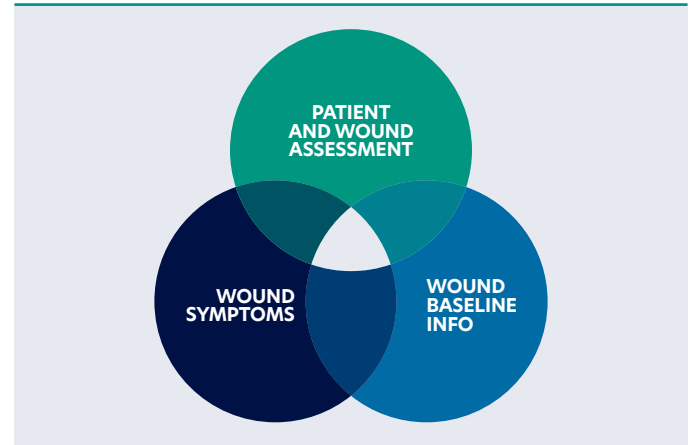 PATIENT
AND WOUND
ASSESSMENT
WOUND
SYMPTOMS
WOUND
BASELINE
INFO